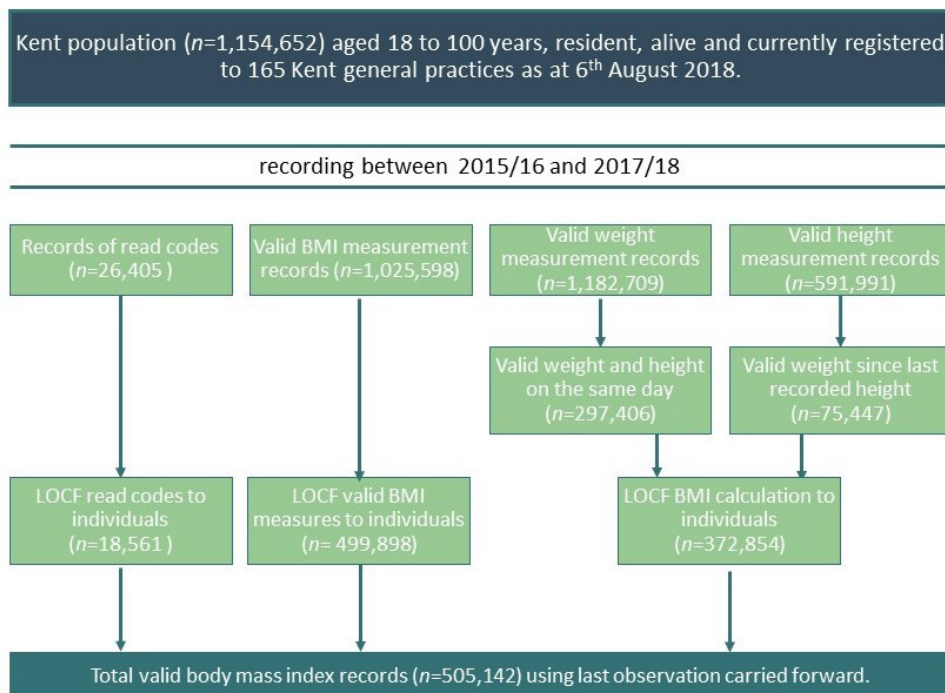 Kent population (n=1,154,652) aged 18 to 100 years, resident, alive and currently registered
to 165 Kent general practices as at 6th August 2018.
recording between 2015/16 and 2017/18
Records of read codes
(n=26,405 )
Valid BMI measurement
records (n=1,025,598)
Valid weight
measurement records
(n=1,182,709)
Valid height
measurement records
(n=591,991)
Valid weight and height
on the same day
(n=297,406)
Valid weight since last
recorded height
(n=75,447)
LOCF read codes to
individuals
(n=18,561 )
LOCF valid BMI
measures to individuals
(n= 499,898)
LOCF BMI calculation to
individuals
(n=372,854)
Total valid body mass index records (n=505,142) using last observation carried forward.